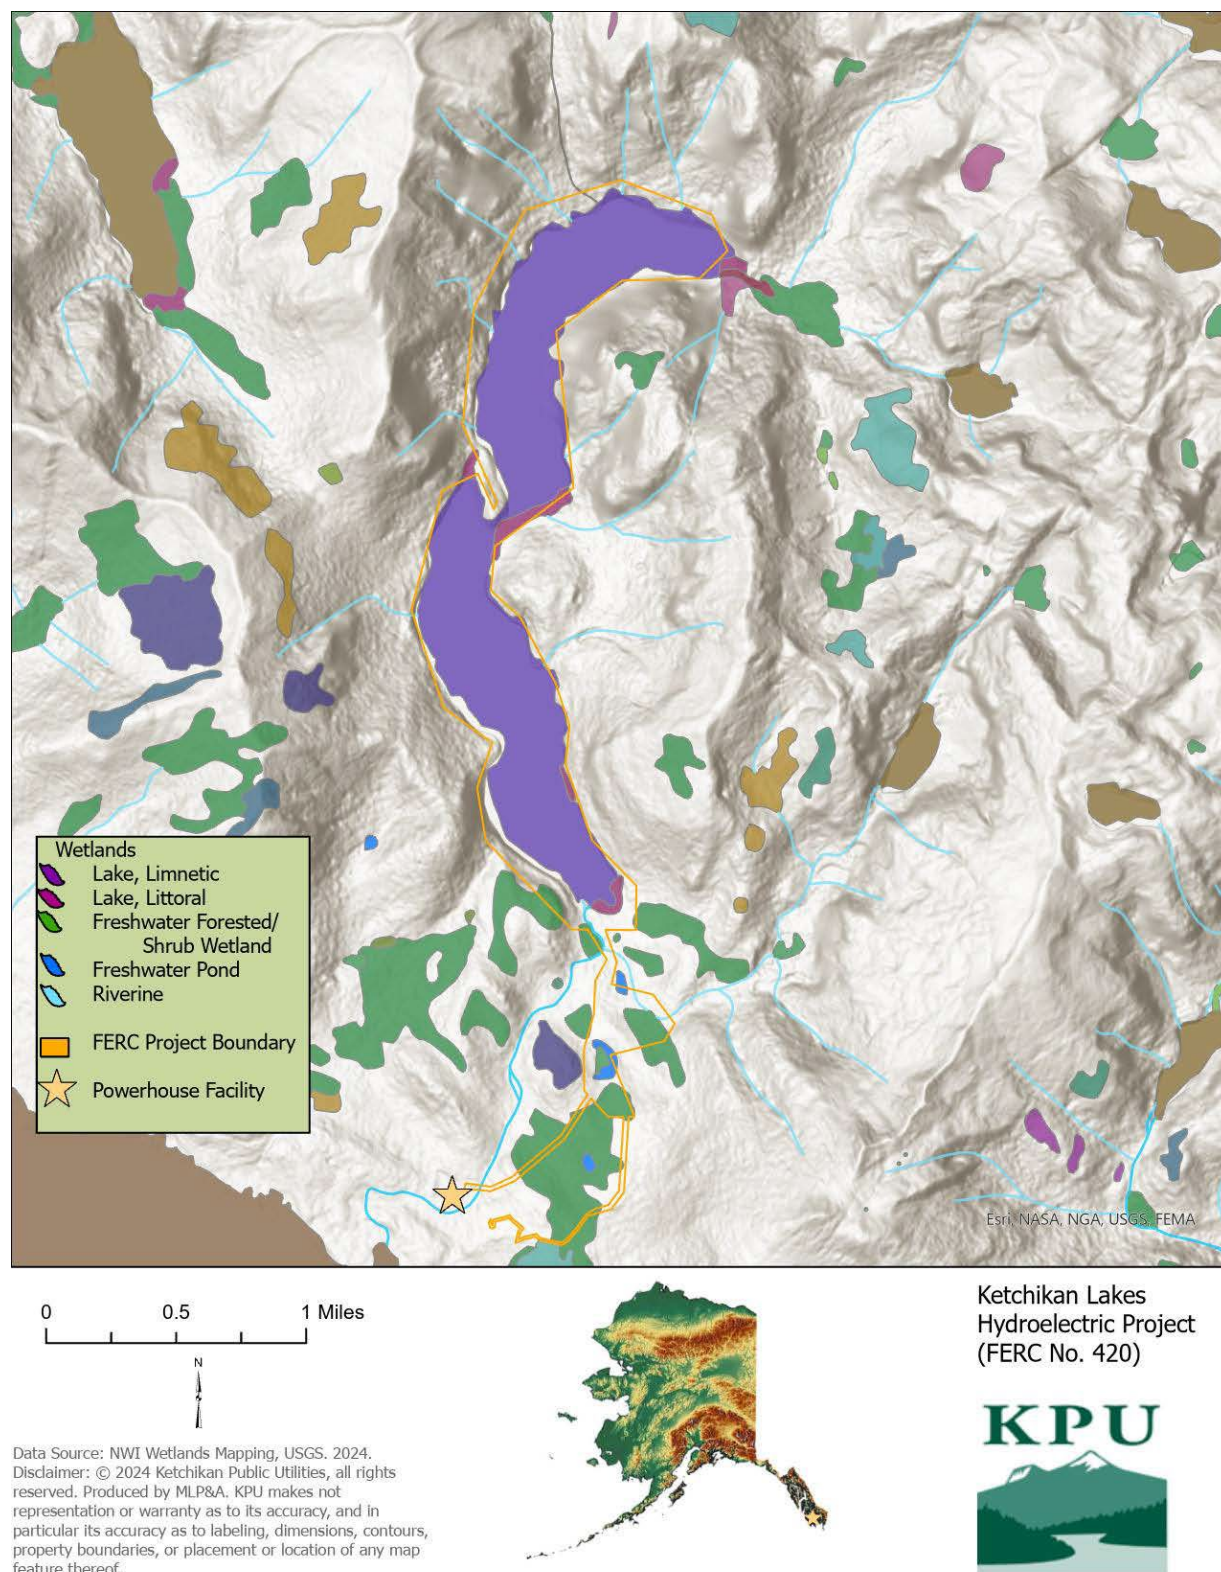 Wetlands
Lake, Limnetic
Lake, Littoral
Freshwater Forested/
Shrub Wetland
Freshwater Pond
Riverine
FERC Project Boundary
Powerhouse Facility
Esri, NASA, NGA, USGS, FEMA
0 0.5 1 Miles
N
Data Source: NWI Wetlands Mapping, USGS. 2024.
Disclaimer: © 2024 Ketchikan Public Utilities, all rights
reserved. Produced by MLP&A. KPU makes not
representation or warranty as to its accuracy, and in
particular its accuracy as to labeling, dimensions, contours,
property boundaries, or placement or location of any map
feature thereof.
Ketchikan Lakes
Hydroelectric Project
(FERC No. 420)
KPU